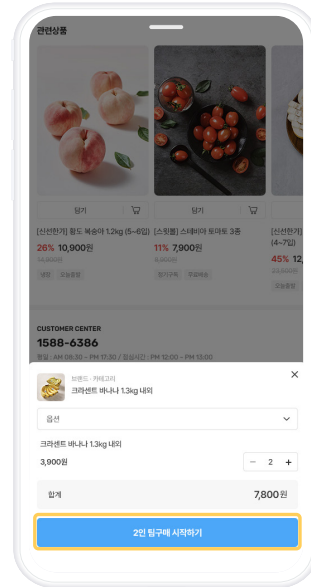 관련상품
담기 담기
[신선한가] 황도 복숭아 1.2kg (5~6입) [스윗볼] 스테비아 토마토 3종 [신선한가]
(4~7입)
26% 10,900원 11% 7,900원
45% 12,
냉장 오늘출발 정기구독 무료배송
오늘출발
CUSTOMER CENTER
1588-6386
평일 : AM 08:30 ~ PM 17:30 / 점심시간 : PM 12:00 ~ PM 13:00
브랜드 · 카테고리
크라센트 바나나 1.3kg 내외
옵션
크라센트 바나나 1.3kg 내외
3,900원 − 2 +
합계 7,800원
2인 팀구매 시작하기